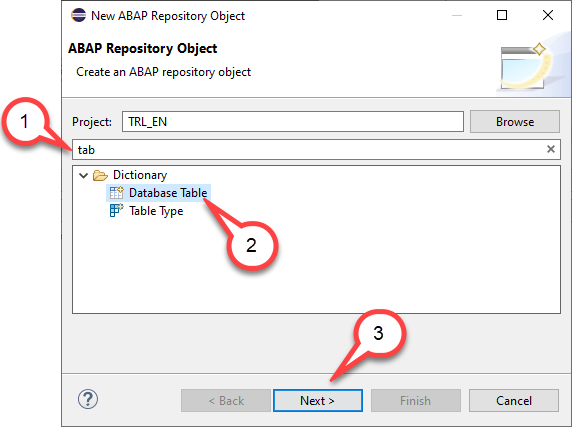 New ABAP Repository Object
ABAP Repository Object
Create an ABAP repository object
1
Project: TRL_EN Browse
tab
Dictionary
Database Table
Table Type
2
3
< Back Next > Finish Cancel